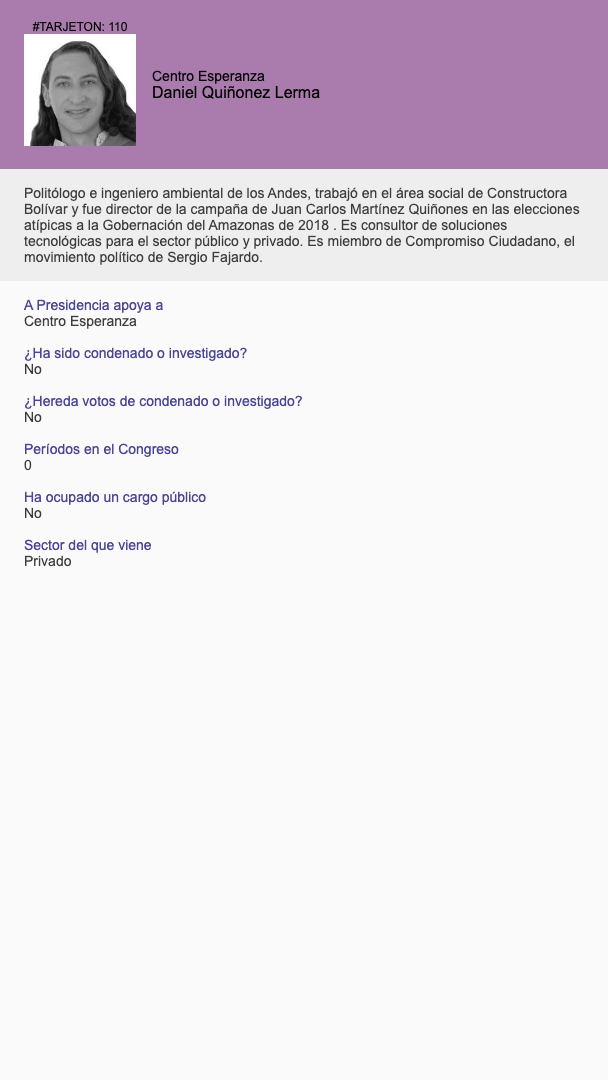 #TARJETON: 110
Centro Esperanza
Daniel Quiñonez Lerma
Politólogo e ingeniero ambiental de los Andes, trabajó en el área social de Constructora
Bolívar y fue director de la campaña de Juan Carlos Martínez Quiñones en las elecciones
atípicas a la Gobernación del Amazonas de 2018 . Es consultor de soluciones
tecnológicas para el sector público y privado. Es miembro de Compromiso Ciudadano, el
movimiento político de Sergio Fajardo.
A Presidencia apoya a
Centro Esperanza
¿Ha sido condenado o investigado?
No
¿Hereda votos de condenado o investigado?
No
Períodos en el Congreso
0
Ha ocupado un cargo público
No
Sector del que viene
Privado